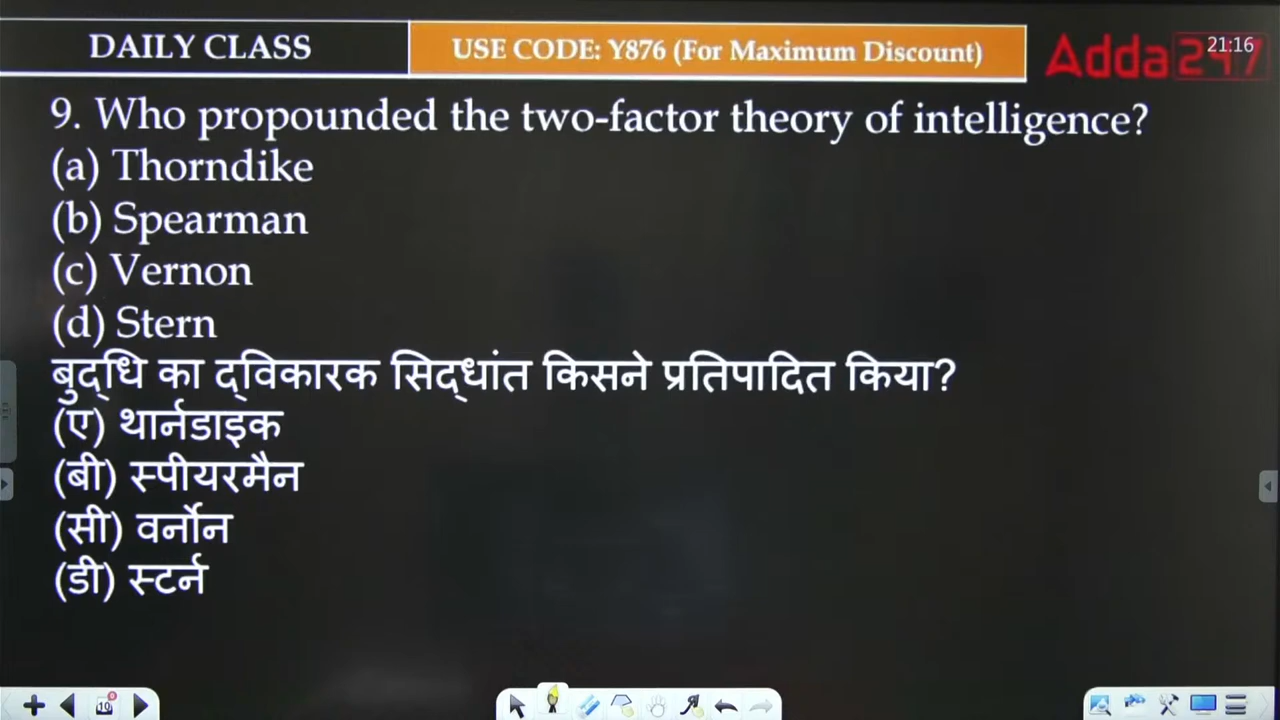 DAILY CLASS
USE CODE: Y876 (For Maximum Discount)
Adda247
21:16
9. Who propounded the two-factor theory of intelligence?
(a) Thorndike
(b) Spearman
(c) Vernon
(d) Stern
बुद्धि का द्विकारक सिद्धांत किसने प्रतिपादित किया?
(ए) थार्नडाइक
(बी) स्पीयरमैन
(सी) वर्नोन
(डी) स्टर्न
10